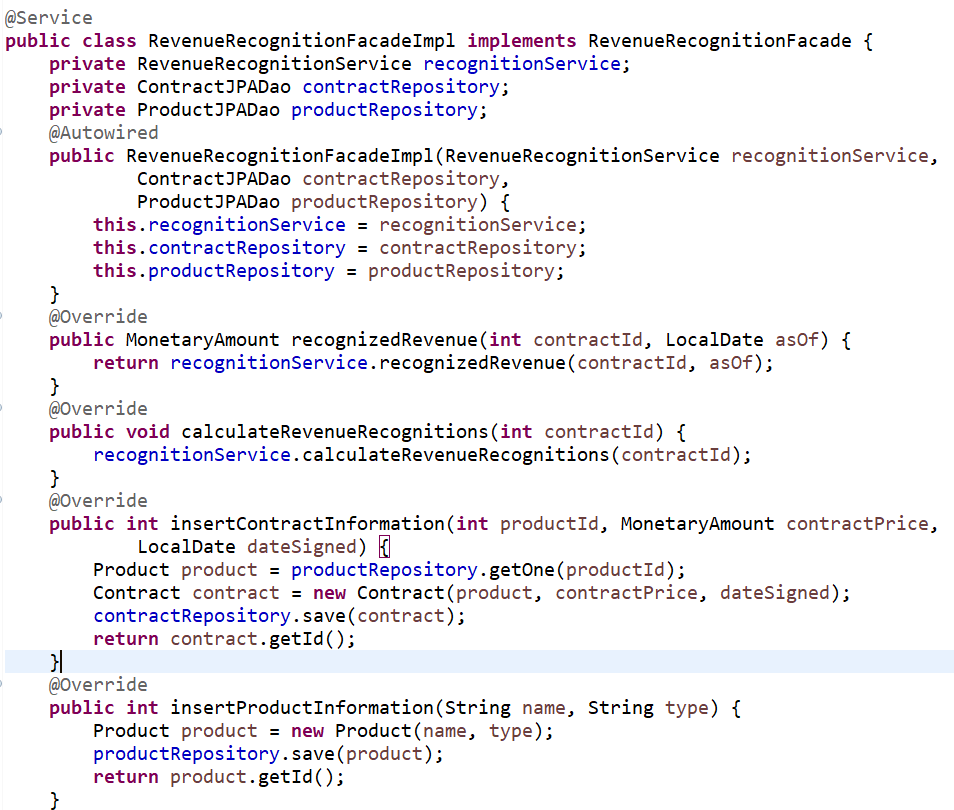 @Service
public class RevenueRecognitionFacadeImpl implements RevenueRecognitionFacade {
    private RevenueRecognitionService recognitionService;
    private ContractJPADao contractRepository;
    private ProductJPADao productRepository;
    @Autowired
    public RevenueRecognitionFacadeImpl(RevenueRecognitionService recognitionService,
            ContractJPADao contractRepository,
            ProductJPADao productRepository) {
        this.recognitionService = recognitionService;
        this.contractRepository = contractRepository;
        this.productRepository = productRepository;
    }
    @Override
    public MonetaryAmount recognizedRevenue(int contractId, LocalDate asOf) {
        return recognitionService.recognizedRevenue(contractId, asOf);
    }
    @Override
    public void calculateRevenueRecognitions(int contractId) {
        recognitionService.calculateRevenueRecognitions(contractId);
    }
    @Override
    public int insertContractInformation(int productId, MonetaryAmount contractPrice,
            LocalDate dateSigned) {
        Product product = productRepository.getOne(productId);
        Contract contract = new Contract(product, contractPrice, dateSigned);
        contractRepository.save(contract);
        return contract.getId();
    }
    @Override
    public int insertProductInformation(String name, String type) {
        Product product = new Product(name, type);
        productRepository.save(product);
        return product.getId();
    }